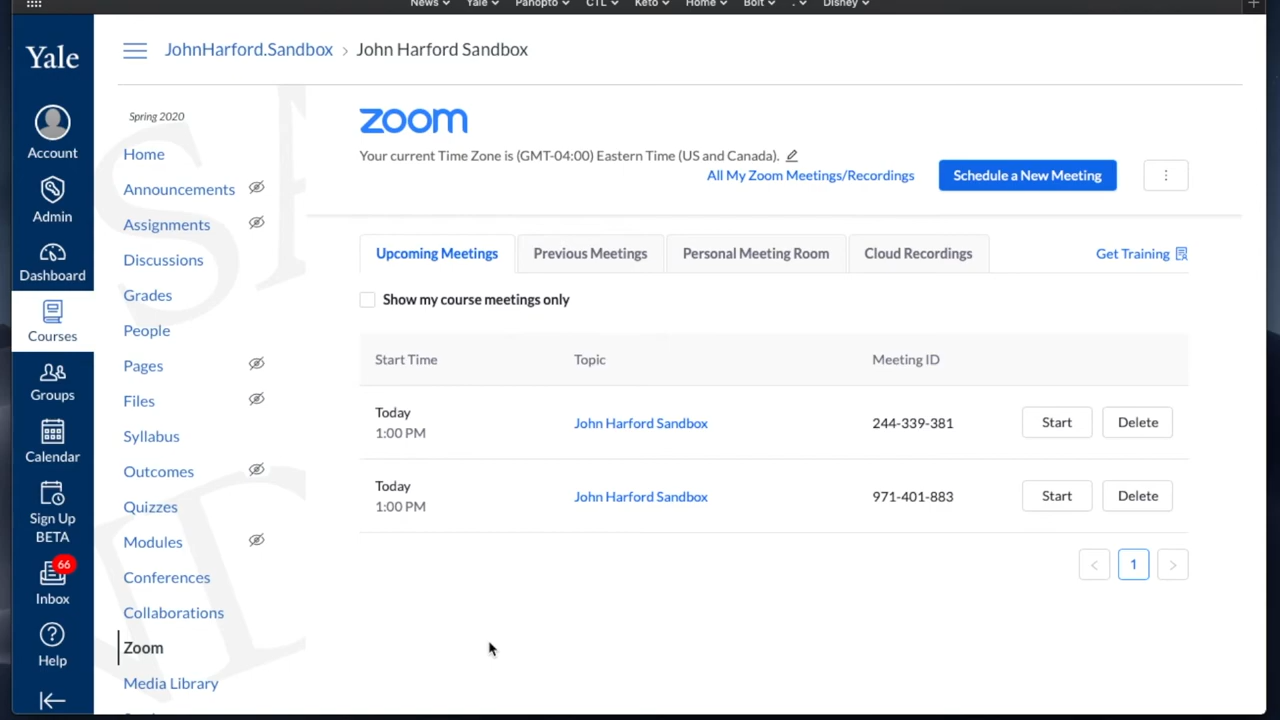 News Yale Panopto CTL Keto Home Bolt . Disney
Yale
Account
Admin
Dashboard
Courses
Groups
Calendar
Sign Up
BETA
66
Inbox
Help
JohnHarford.Sandbox › John Harford Sandbox
Spring 2020
Home
Announcements
Assignments
Discussions
Grades
People
Pages
Files
Syllabus
Outcomes
Quizzes
Modules
Conferences
Collaborations
Zoom
Media Library
zoom
Your current Time Zone is (GMT-04:00) Eastern Time (US and Canada).
All My Zoom Meetings/Recordings Schedule a New Meeting
Upcoming Meetings Previous Meetings Personal Meeting Room Cloud Recordings Get Training
Show my course meetings only
Start Time Topic Meeting ID
Today
1:00 PM John Harford Sandbox 244-339-381 Start Delete
Today
1:00 PM John Harford Sandbox 971-401-883 Start Delete
< 1 >